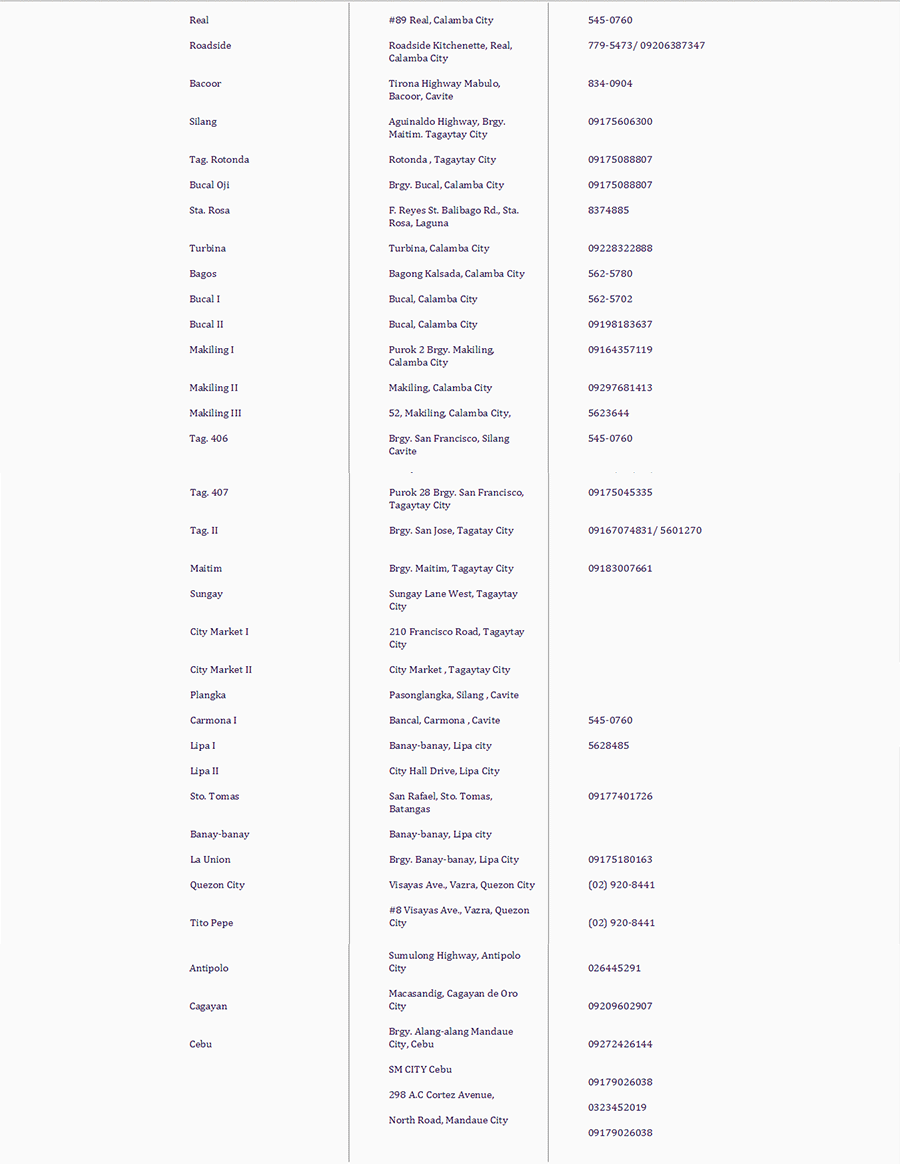 Real #89 Real, Calamba City 545-0760
Roadside Roadside Kitchenette, Real, 779-5473/ 09206387347
Calamba City
Bacoor Tirona Highway Mabulo, 834-0904
Bacoor, Cavite
Silang Aguinaldo Highway, Brgy. 09175606300
Maitim. Tagaytay City
Tag. Rotonda Rotonda , Tagaytay City 09175088807
Bucal Oji Brgy. Bucal, Calamba City 09175088807
Sta. Rosa F. Reyes St. Balibago Rd., Sta. 8374885
Rosa, Laguna
Turbina Turbina, Calamba City 09228322888
Bagos Bagong Kalsada, Calamba City 562-5780
Bucal I Bucal, Calamba City 562-5702
Bucal II Bucal, Calamba City 09198183637
Makiling I Purok 2 Brgy. Makiling, 09164357119
Calamba City
Makiling II Makiling, Calamba City 09297681413
Makiling III 52, Makiling, Calamba City, 5623644
Tag. 406 Brgy. San Francisco, Silang 545-0760
Cavite
Tag. 407 Purok 28 Brgy. San Francisco, 09175045335
Tagaytay City
Tag. II Brgy. San Jose, Tagatay City 09167074831/ 5601270
Maitim Brgy. Maitim, Tagaytay City 09183007661
Sungay Sungay Lane West, Tagaytay
City
City Market I 210 Francisco Road, Tagaytay
City
City Market II City Market , Tagaytay City
Plangka Pasonglangka, Silang , Cavite
Carmona I Bancal, Carmona , Cavite 545-0760
Lipa I Banay-banay, Lipa city 5628485
Lipa II City Hall Drive, Lipa City
Sto. Tomas San Rafael, Sto. Tomas, 09177401726
Batangas
Banay-banay Banay-banay, Lipa city
La Union Brgy. Banay-banay, Lipa City 09175180163
Quezon City Visayas Ave., Vazra, Quezon City (02) 920-8441
#8 Visayas Ave., Vazra, Quezon
Tito Pepe City (02) 920-8441
Sumulong Highway, Antipolo
Antipolo City 026445291
Macasandig, Cagayan de Oro
Cagayan City 09209602907
Brgy. Alang-alang Mandaue
Cebu City, Cebu 09272426144
SM CITY Cebu
09179026038
298 A.C Cortez Avenue,
0323452019
North Road, Mandaue City
09179026038